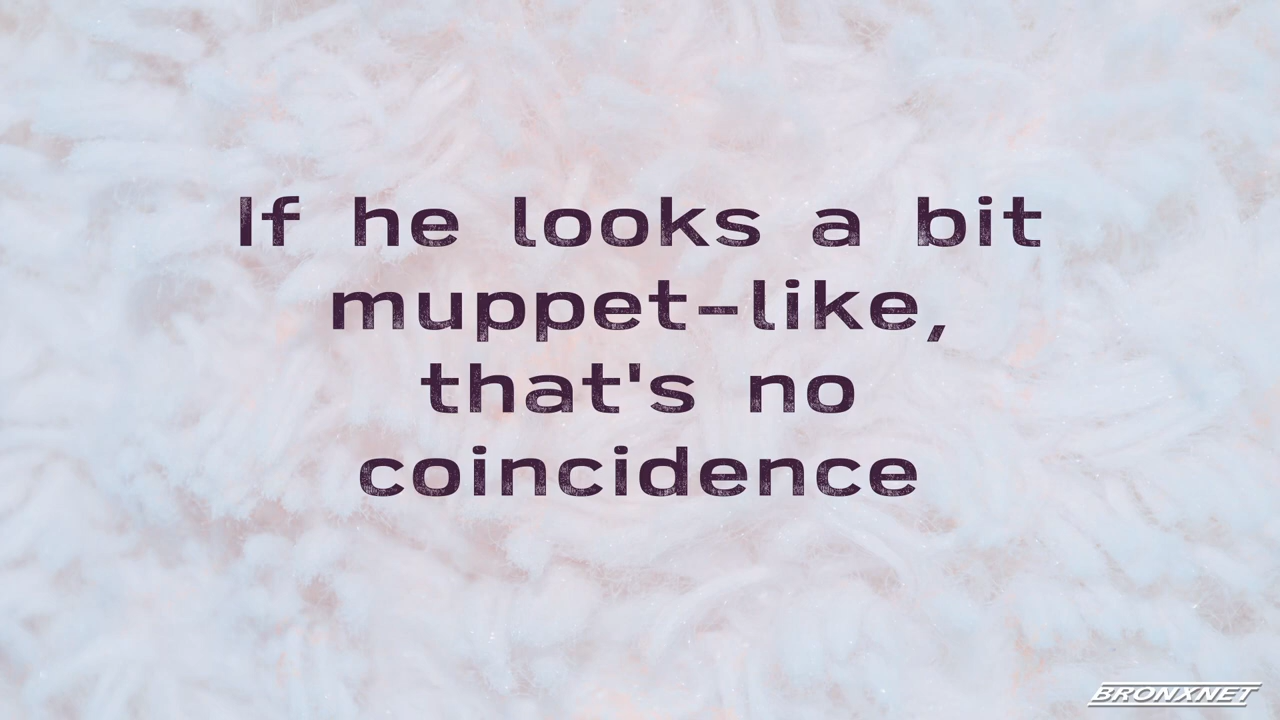 If he looks a bit
muppet-like,
that's no
coincidence
BRONXNET